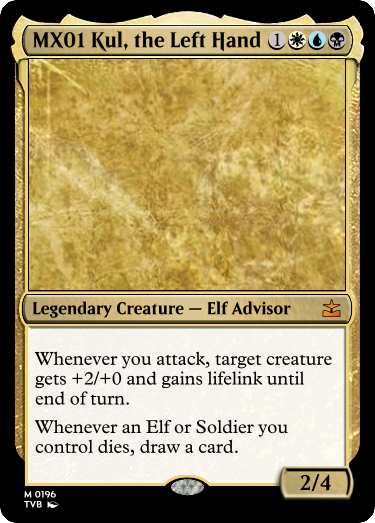 MX01 Kul, the Left Hand 1
Legendary Creature — Elf Advisor
Whenever you attack, target creature
gets +2/+0 and gains lifelink until
end of turn.
Whenever an Elf or Soldier you
control dies, draw a card.
2/4
M 0196
TVB